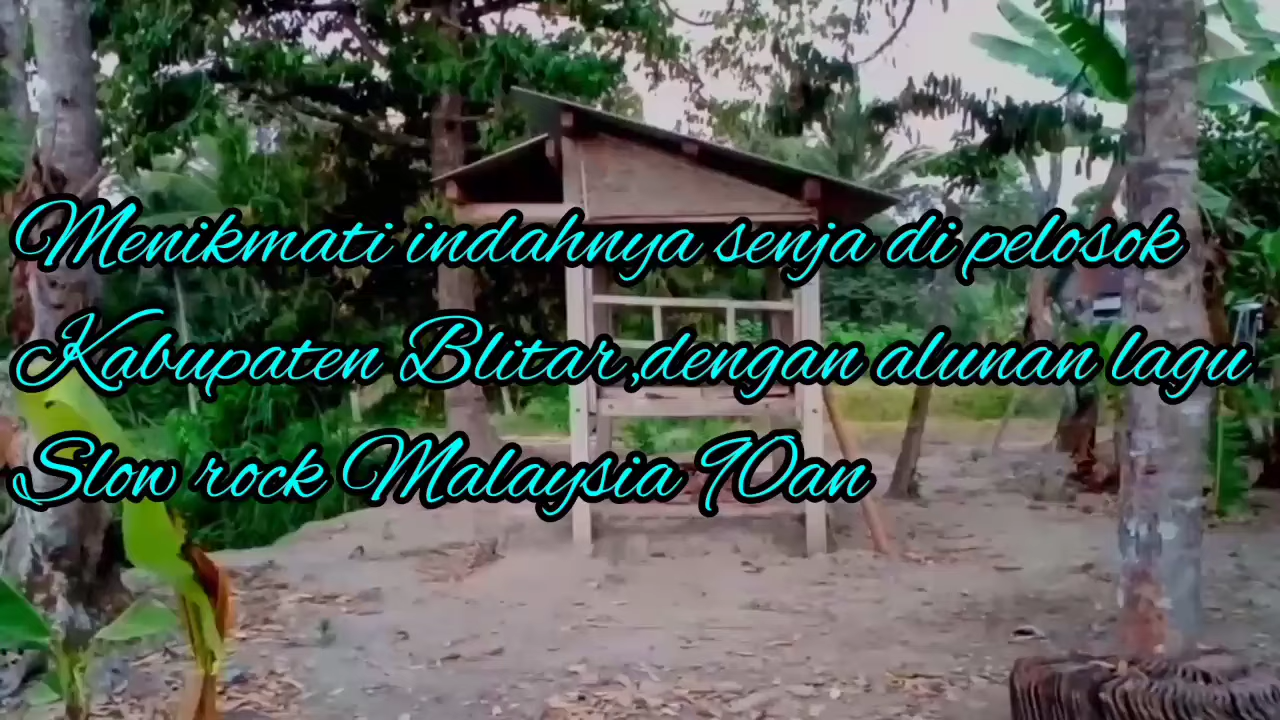 Menikmati indahnya senja di pelosok
Kabupaten Blitar,dengan alunan lagu
Slow rock Malaysia 90an